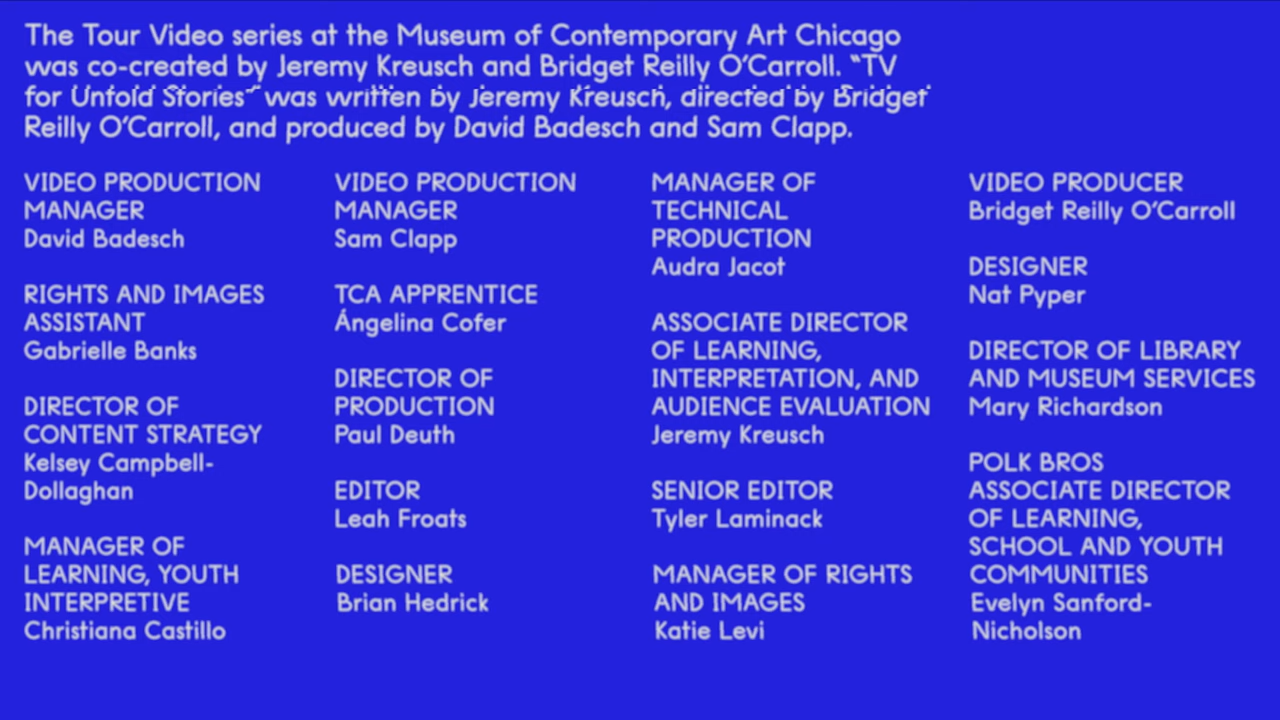 The Tour Video series at the Museum of Contemporary Art Chicago
was co-created by Jeremy Kreusch and Bridget Reilly O’Carroll. “TV
for Untold Stories” was written by Jeremy Kreusch, directed by Bridget
Reilly O’Carroll, and produced by David Badesch and Sam Clapp.
VIDEO PRODUCTION
MANAGER
David Badesch
RIGHTS AND IMAGES
ASSISTANT
Gabrielle Banks
DIRECTOR OF
CONTENT STRATEGY
Kelsey Campbell-
Dollaghan
MANAGER OF
LEARNING, YOUTH
INTERPRETIVE
Christiana Castillo
VIDEO PRODUCTION
MANAGER
Sam Clapp
TCA APPRENTICE
Ángelina Cofer
DIRECTOR OF
PRODUCTION
Paul Deuth
EDITOR
Leah Froats
DESIGNER
Brian Hedrick
MANAGER OF
TECHNICAL
PRODUCTION
Audra Jacot
ASSOCIATE DIRECTOR
OF LEARNING,
INTERPRETATION, AND
AUDIENCE EVALUATION
Jeremy Kreusch
SENIOR EDITOR
Tyler Laminack
MANAGER OF RIGHTS
AND IMAGES
Katie Levi
VIDEO PRODUCER
Bridget Reilly O’Carroll
DESIGNER
Nat Pyper
DIRECTOR OF LIBRARY
AND MUSEUM SERVICES
Mary Richardson
POLK BROS
ASSOCIATE DIRECTOR
OF LEARNING,
SCHOOL AND YOUTH
COMMUNITIES
Evelyn Sanford-
Nicholson